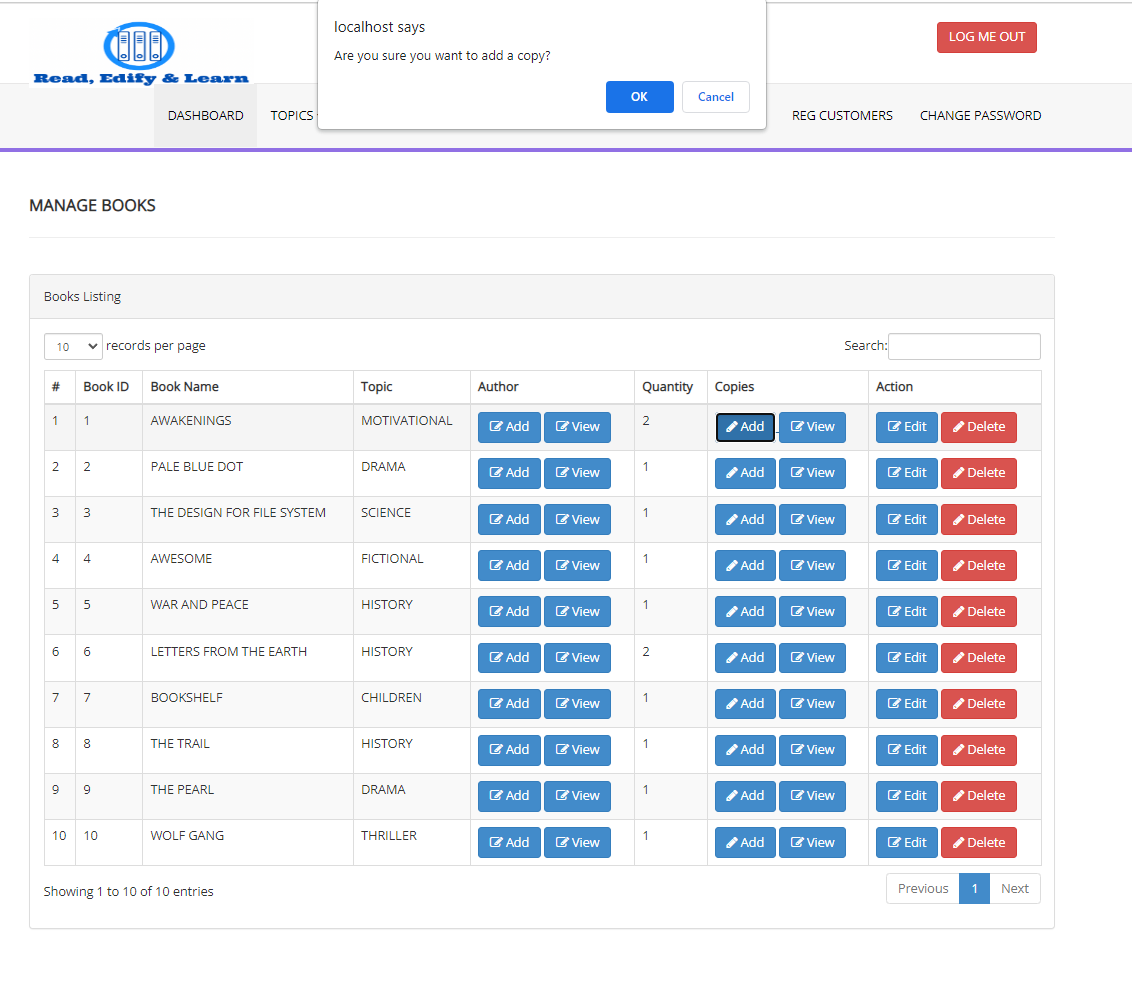 localhost says
Are you sure you want to add a copy?
OK Cancel
LOG ME OUT
Read, Edify & Learn
DASHBOARD TOPICS REG CUSTOMERS CHANGE PASSWORD
MANAGE BOOKS
Books Listing
10 records per page Search:
# Book ID Book Name Topic Author Quantity Copies Action
1 1 AWAKENINGS MOTIVATIONAL Add View 2 Add View Edit Delete
2 2 PALE BLUE DOT DRAMA Add View 1 Add View Edit Delete
3 3 THE DESIGN FOR FILE SYSTEM SCIENCE Add View 1 Add View Edit Delete
4 4 AWESOME FICTIONAL Add View 1 Add View Edit Delete
5 5 WAR AND PEACE HISTORY Add View 1 Add View Edit Delete
6 6 LETTERS FROM THE EARTH HISTORY Add View 2 Add View Edit Delete
7 7 BOOKSHELF CHILDREN Add View 1 Add View Edit Delete
8 8 THE TRAIL HISTORY Add View 1 Add View Edit Delete
9 9 THE PEARL DRAMA Add View 1 Add View Edit Delete
10 10 WOLF GANG THRILLER Add View 1 Add View Edit Delete
Showing 1 to 10 of 10 entries Previous 1 Next